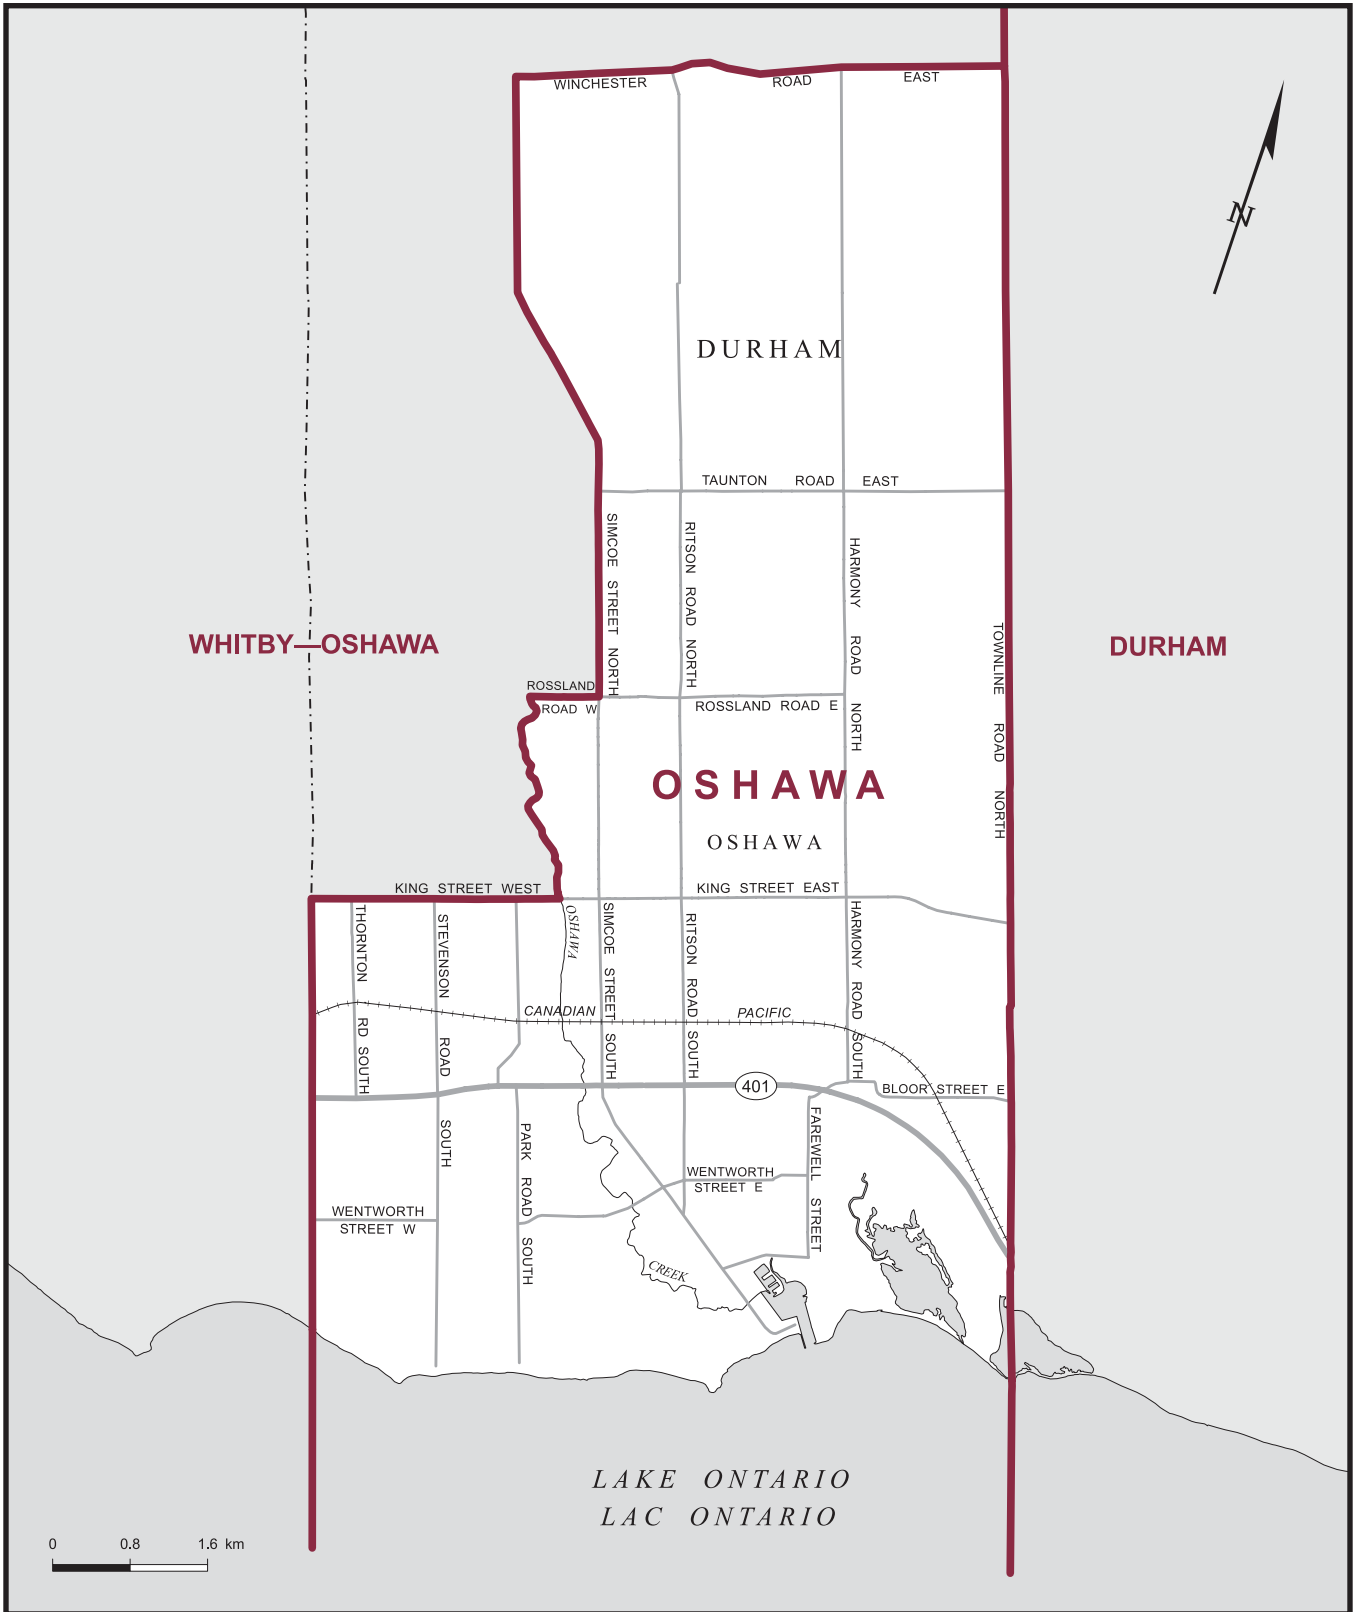 WINCHESTER ROAD EAST
N
DURHAM
TAUNTON ROAD EAST
SIMCOE STREET NORTH
RITSON ROAD NORTH
HARMONY ROAD NORTH
TOWNLINE ROAD NORTH
WHITBY—OSHAWA
DURHAM
ROSSLAND
ROAD W
ROSSLAND ROAD E
OSHAWA
OSHAWA
KING STREET WEST
KING STREET EAST
THORNTON RD SOUTH
STEVENSON ROAD SOUTH
OSHAWA
SIMCOE STREET SOUTH
RITSON ROAD SOUTH
HARMONY ROAD SOUTH
CANADIAN PACIFIC
401
BLOOR STREET E
PARK ROAD SOUTH
FAREWELL STREET
WENTWORTH
STREET E
WENTWORTH
STREET W
CREEK
LAKE ONTARIO
LAC ONTARIO
0 0.8 1.6 km